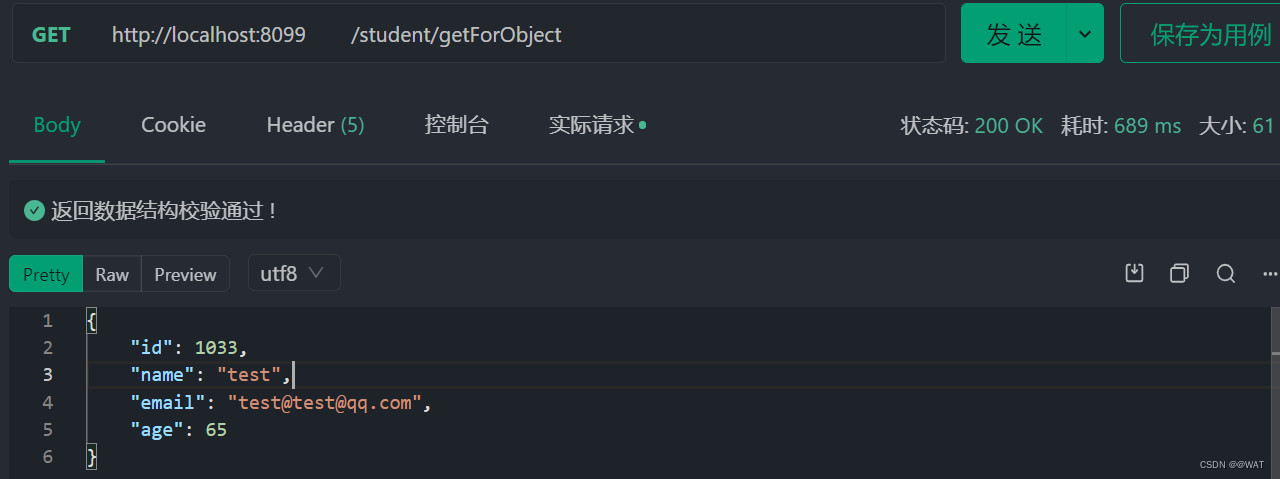 GET http://localhost:8099 /student/getForObject 发 送 保存为用例
Body Cookie Header (5) 控制台 实际请求 状态码: 200 OK 耗时: 689 ms 大小: 61
返回数据结构校验通过 !
Pretty Raw Preview utf8
1 {
2 "id": 1033,
3 "name": "test",
4 "email": "test@test@qq.com",
5 "age": 65
6 }
CSDN @@WAT